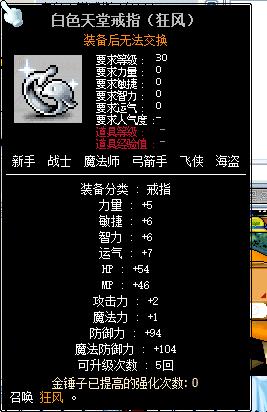 白色天堂戒指（狂风）
装备后无法交换
要求等级： 30
要求力量： 0
要求敏捷： 0
要求智力： 0
要求运气： 0
要求人气度： -
道具等级： -
道具经验值： -
新手 战士 魔法师 弓箭手 飞侠 海盗
装备分类 ： 戒指
力量 ： +5
敏捷 ： +6
智力 ： +6
运气 ： +7
HP ： +54
MP ： +46
攻击力 ： +2
魔法力 ： +1
防御力 ： +94
魔法防御力 ： +104
可升级次数 ： 5回
金锤子已提高的强化次数: 0
召唤 狂风 。